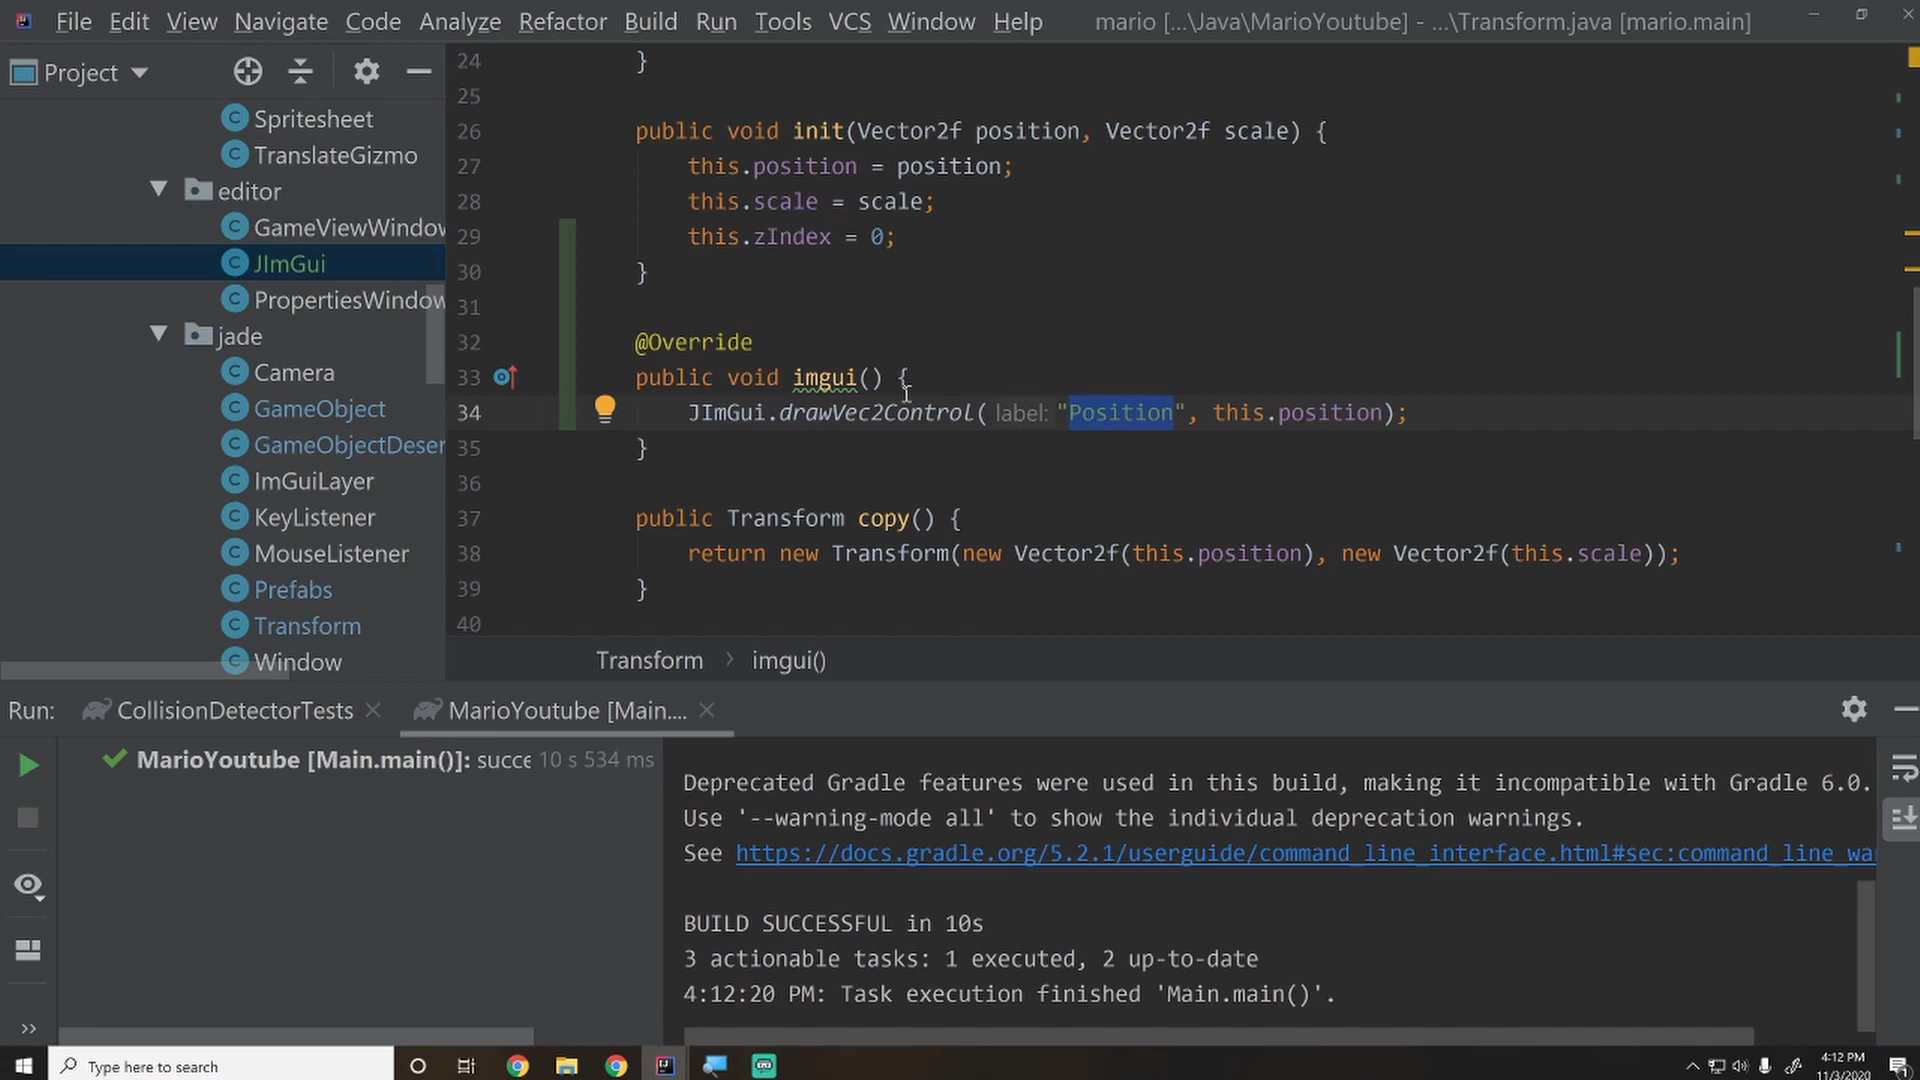 File Edit View Navigate Code Analyze Refactor Build Run Tools VCS Window Help mario [...\Java\MarioYoutube] - ...\Transform.java [mario.main]
Project
Spritesheet
TranslateGizmo
editor
GameViewWindow
JImGui
PropertiesWindow
jade
Camera
GameObject
GameObjectDeser
ImGuiLayer
KeyListener
MouseListener
Prefabs
Transform
Window
24 }
25
26 public void init(Vector2f position, Vector2f scale) {
27 this.position = position;
28 this.scale = scale;
29 this.zIndex = 0;
30 }
31
32 @Override
33 public void imgui() {
34 JImGui.drawVec2Control( label: "Position", this.position);
35 }
36
37 public Transform copy() {
38 return new Transform(new Vector2f(this.position), new Vector2f(this.scale));
39 }
40
Transform > imgui()
Run: CollisionDetectorTests MarioYoutube [Main....
MarioYoutube [Main.main()]: succe 10 s 534 ms
Deprecated Gradle features were used in this build, making it incompatible with Gradle 6.0.
Use '--warning-mode all' to show the individual deprecation warnings.
See https://docs.gradle.org/5.2.1/userguide/command_line_interface.html#sec:command_line_wa
BUILD SUCCESSFUL in 10s
3 actionable tasks: 1 executed, 2 up-to-date
4:12:20 PM: Task execution finished 'Main.main()'.
Type here to search
4:12 PM
11/3/2020